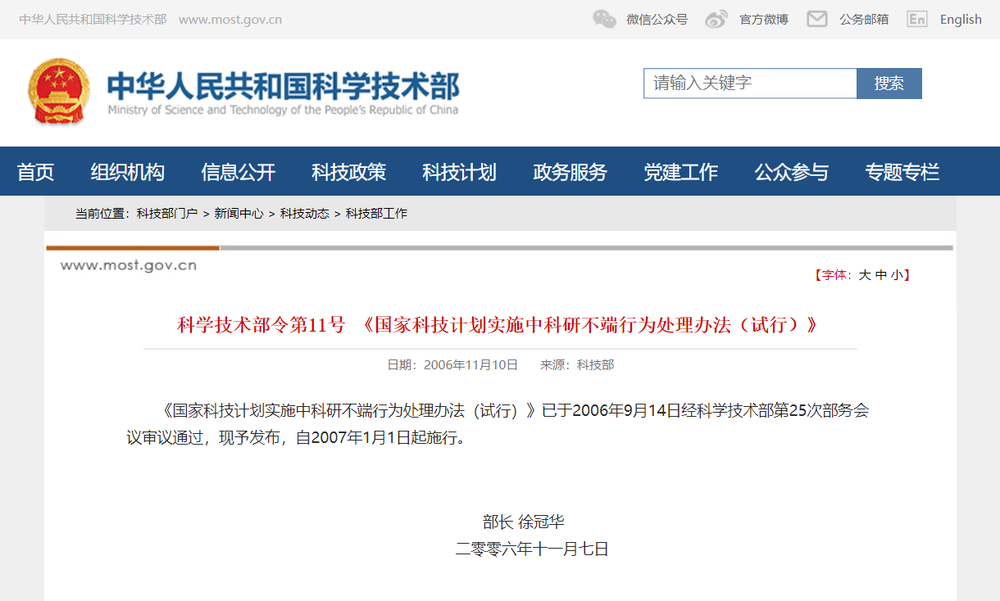 中华人民共和国科学技术部 www.most.gov.cn 微信公众号 官方微博 公务邮箱 En English
中华人民共和国科学技术部
Ministry of Science and Technology of the People's Republic of China
请输入关键字 搜索
首页 组织机构 信息公开 科技政策 科技计划 政务服务 党建工作 公众参与 专题专栏
当前位置：科技部门户 > 新闻中心 > 科技动态 > 科技部工作
www.most.gov.cn
【字体：大 中 小】
科学技术部令第11号 《国家科技计划实施中科研不端行为处理办法（试行）》
日期：2006年11月10日 来源：科技部
《国家科技计划实施中科研不端行为处理办法（试行）》已于2006年9月14日经科学技术部第25次部务会
议审议通过，现予发布，自2007年1月1日起施行。
部长 徐冠华
二零零六年十一月七日